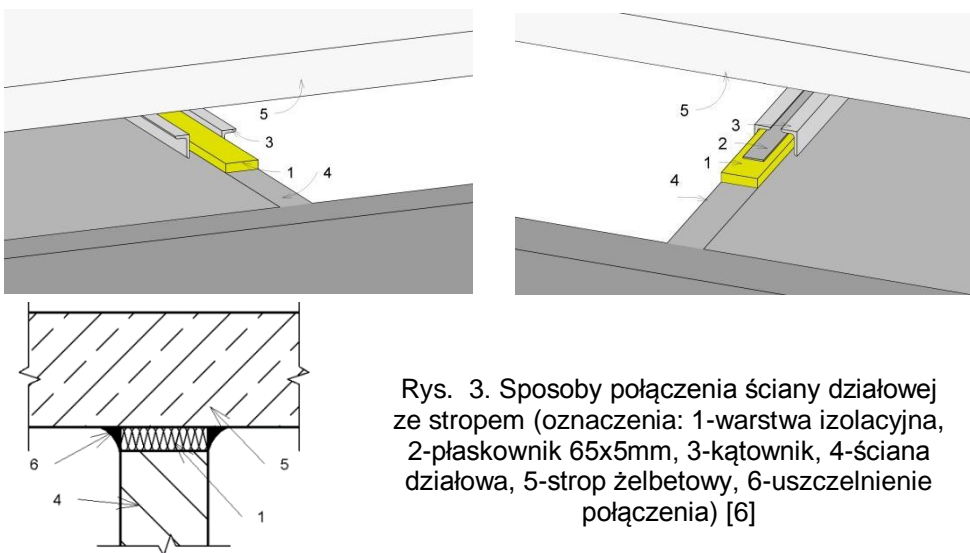 5
3
1
4
5
3
2
1
4
6
5
4
1
Rys. 3. Sposoby połączenia ściany działowej
ze stropem (oznaczenia: 1-warstwa izolacyjna,
2-płaskownik 65x5mm, 3-kątownik, 4-ściana
działowa, 5-strop żelbetowy, 6-uszczelnienie
połączenia) [6]